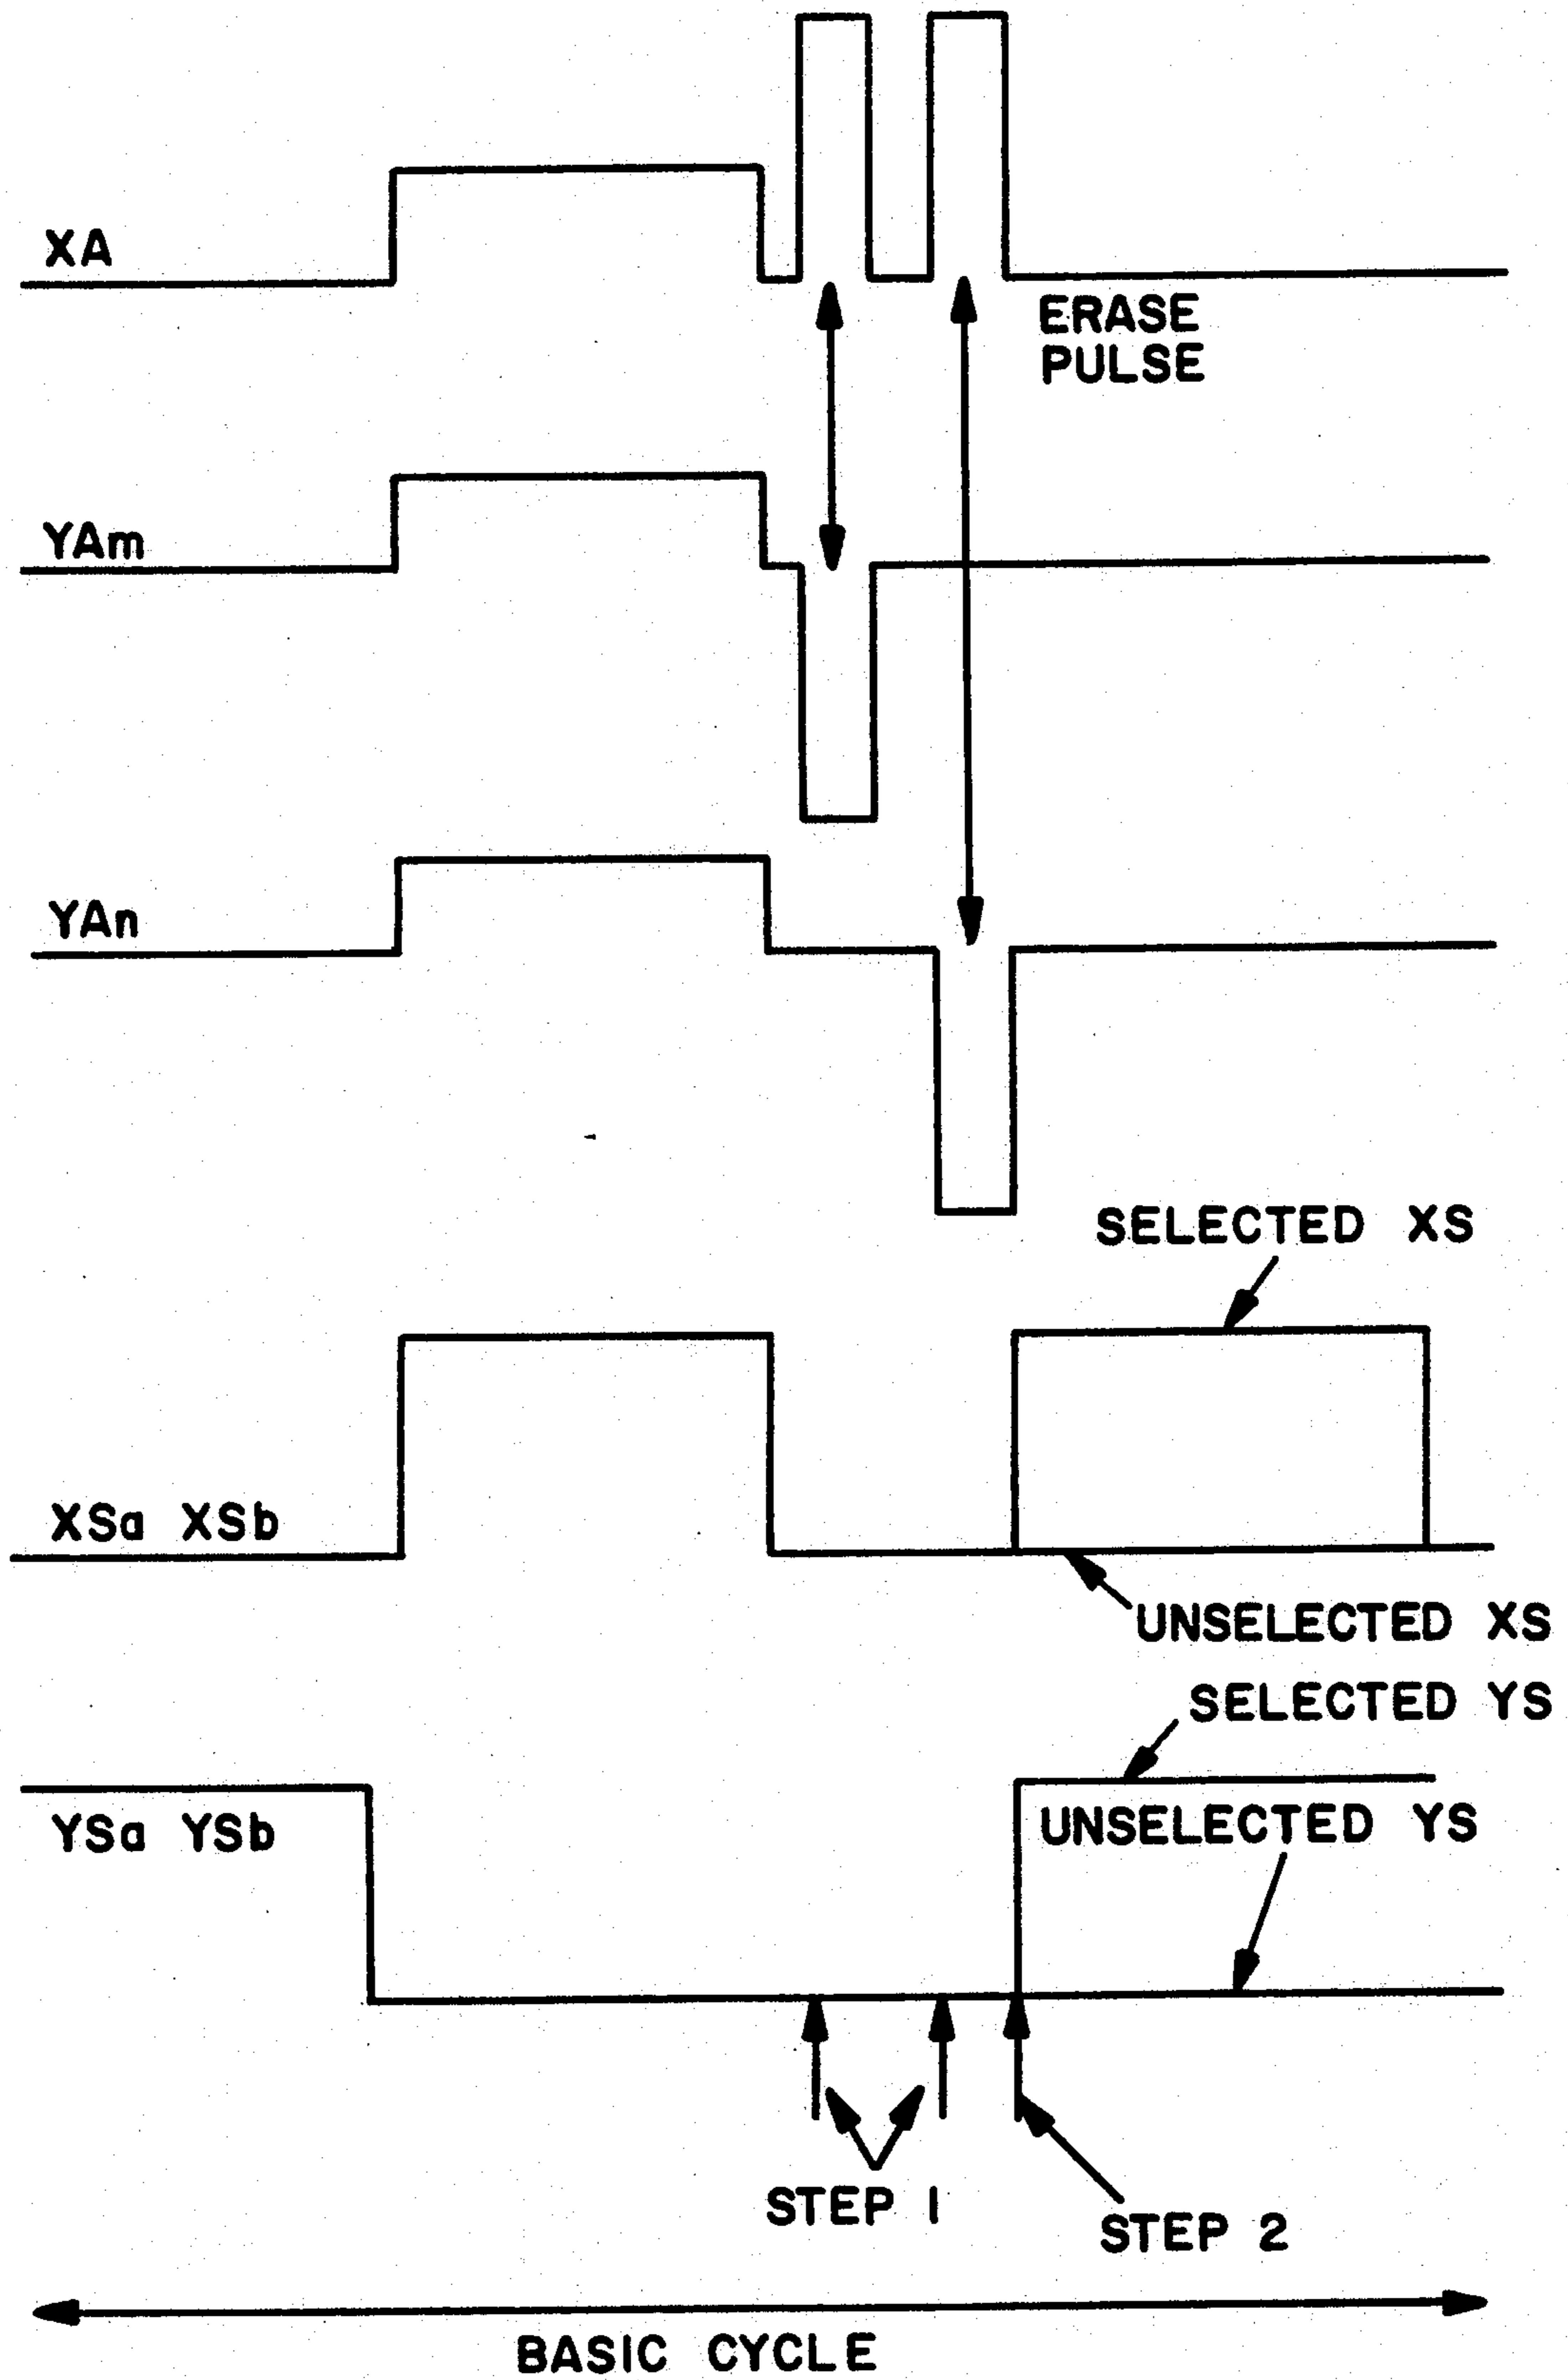 XA
ERASE
PULSE
YAm
YAn
SELECTED XS
XSa XSb
UNSELECTED XS
SELECTED YS
YSa YSb
UNSELECTED YS
STEP 1
STEP 2
BASIC CYCLE